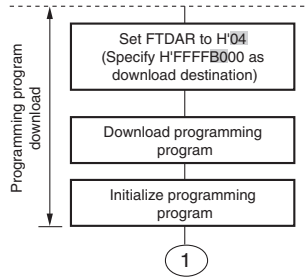 Programming program
download
Set FTDAR to H'04
(Specify H'FFFFB000 as
download destination)
Download programming
program
Initialize programming
program
1